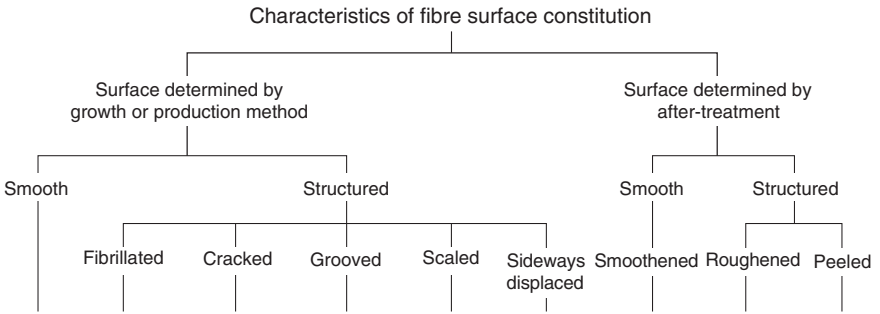 Characteristics of fibre surface constitution
Surface determined by
growth or production method
Surface determined by
after-treatment
Smooth
Structured
Smooth
Structured
Fibrillated
Cracked
Grooved
Scaled
Sideways
displaced
Smoothened
Roughened
Peeled